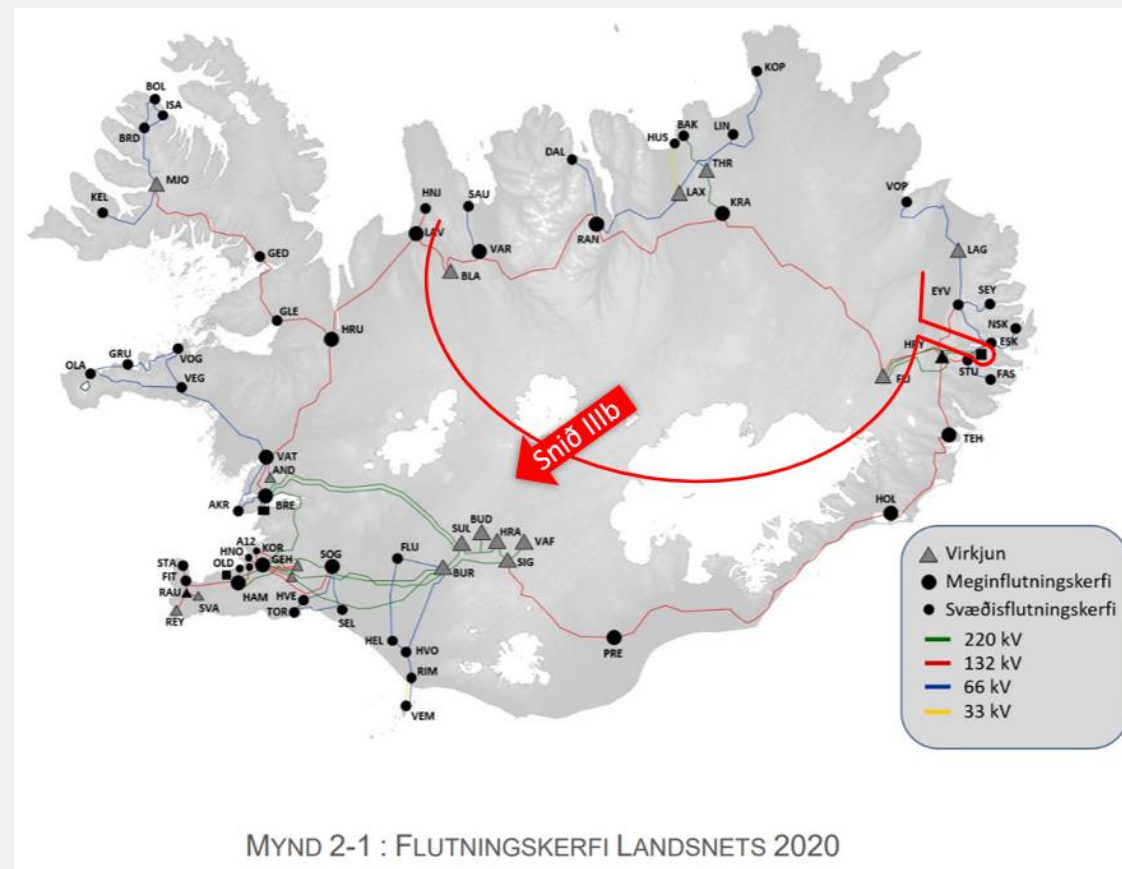 KOP
BOL
ISA
BRD
HUS
BAK
LIN
DAL
THR
MJO
KEL
HNJ
SAU
LAX
VOP
KRA
LAV
RAN
VAR
GED
BLA
LAG
EYV
SEY
GLE
HRU
NSK
ESK
OLA
GRU
VOG
VEG
STU
FAS
Snið IIIb
TEH
VAT
AND
AKR
BRE
HOL
BUD
SUL
HRA
VAF
A12
KOR
HNO
STA
OLD
GEH
SOG
FLU
BUR
SIG
FIT
RAU
SVA
REY
HAM
HVE
TOR
SEL
HEL
HVO
PRE
RIM
VEM
Virkjun
Meginflutningskerfi
Svæðisflutningskerfi
220 kV
132 kV
66 kV
33 kV
MYND 2-1 : FLUTNINGSKERFI LANDSNETS 2020